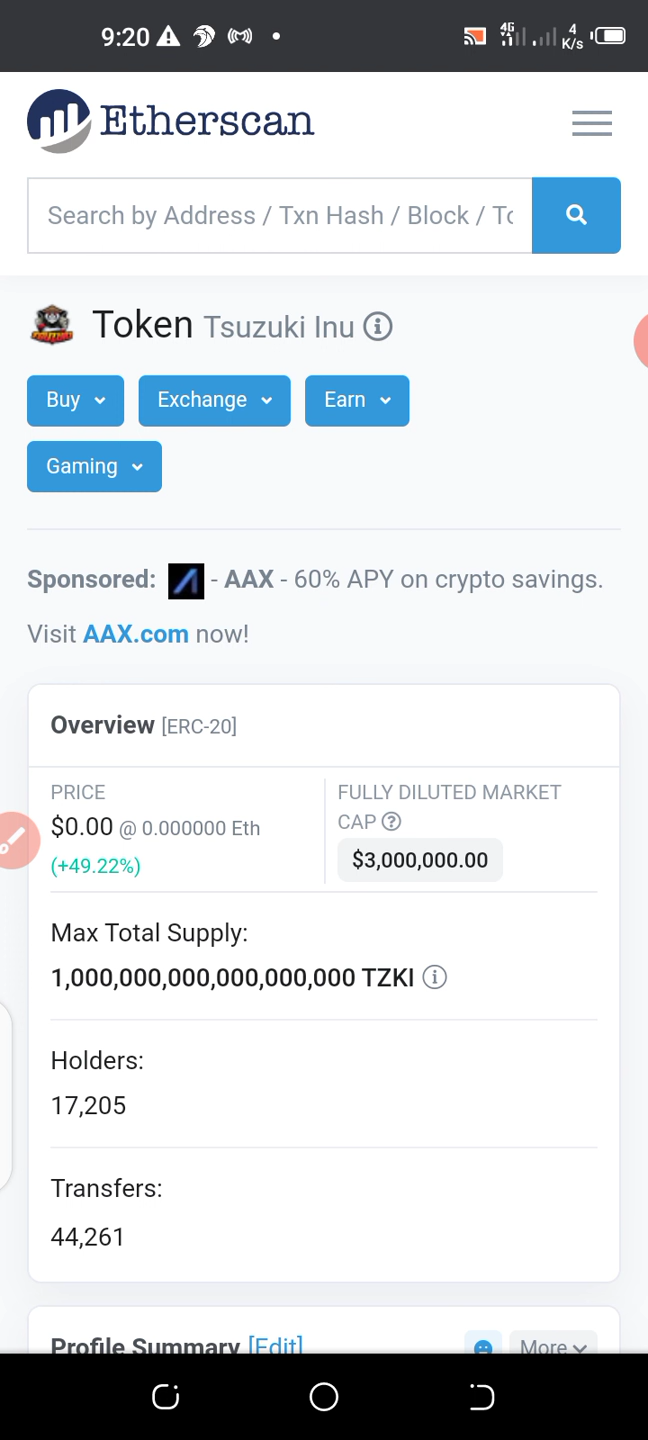 9:20
4G
4
K/s
Etherscan
Search by Address / Txn Hash / Block / To
Token Tsuzuki Inu
Buy
Exchange
Earn
Gaming
Sponsored: - AAX - 60% APY on crypto savings.
Visit AAX.com now!
Overview [ERC-20]
PRICE
$0.00 @ 0.000000 Eth
(+49.22%)
FULLY DILUTED MARKET
CAP
$3,000,000.00
Max Total Supply:
1,000,000,000,000,000,000 TZKI
Holders:
17,205
Transfers:
44,261
Profile Summary [Edit]
More